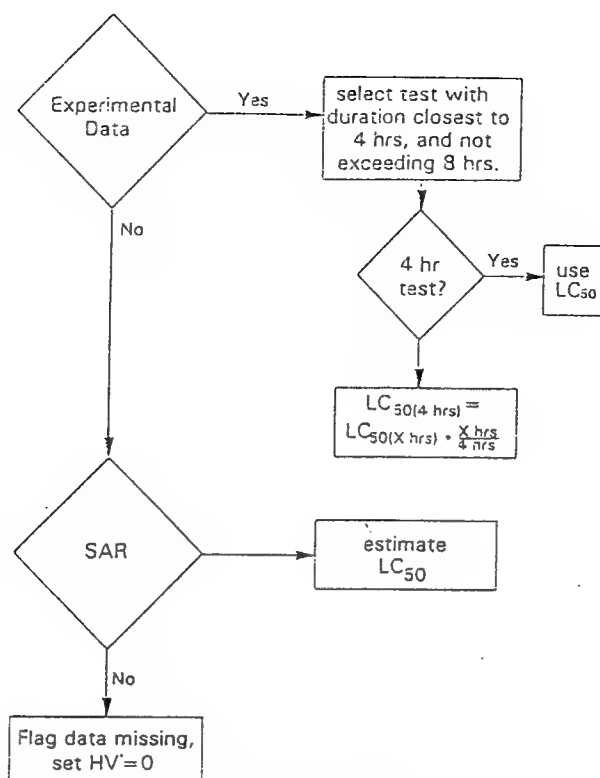 Experimental
Data
Yes
select test with
duration closest to
4 hrs, and not
exceeding 8 hrs.
No
4 hr
test?
Yes
use
LC50
LC50(4 hrs) =
LC50(X hrs) • X hrs
4 hrs
SAR
estimate
LC50
No
Flag data missing,
set HV=0